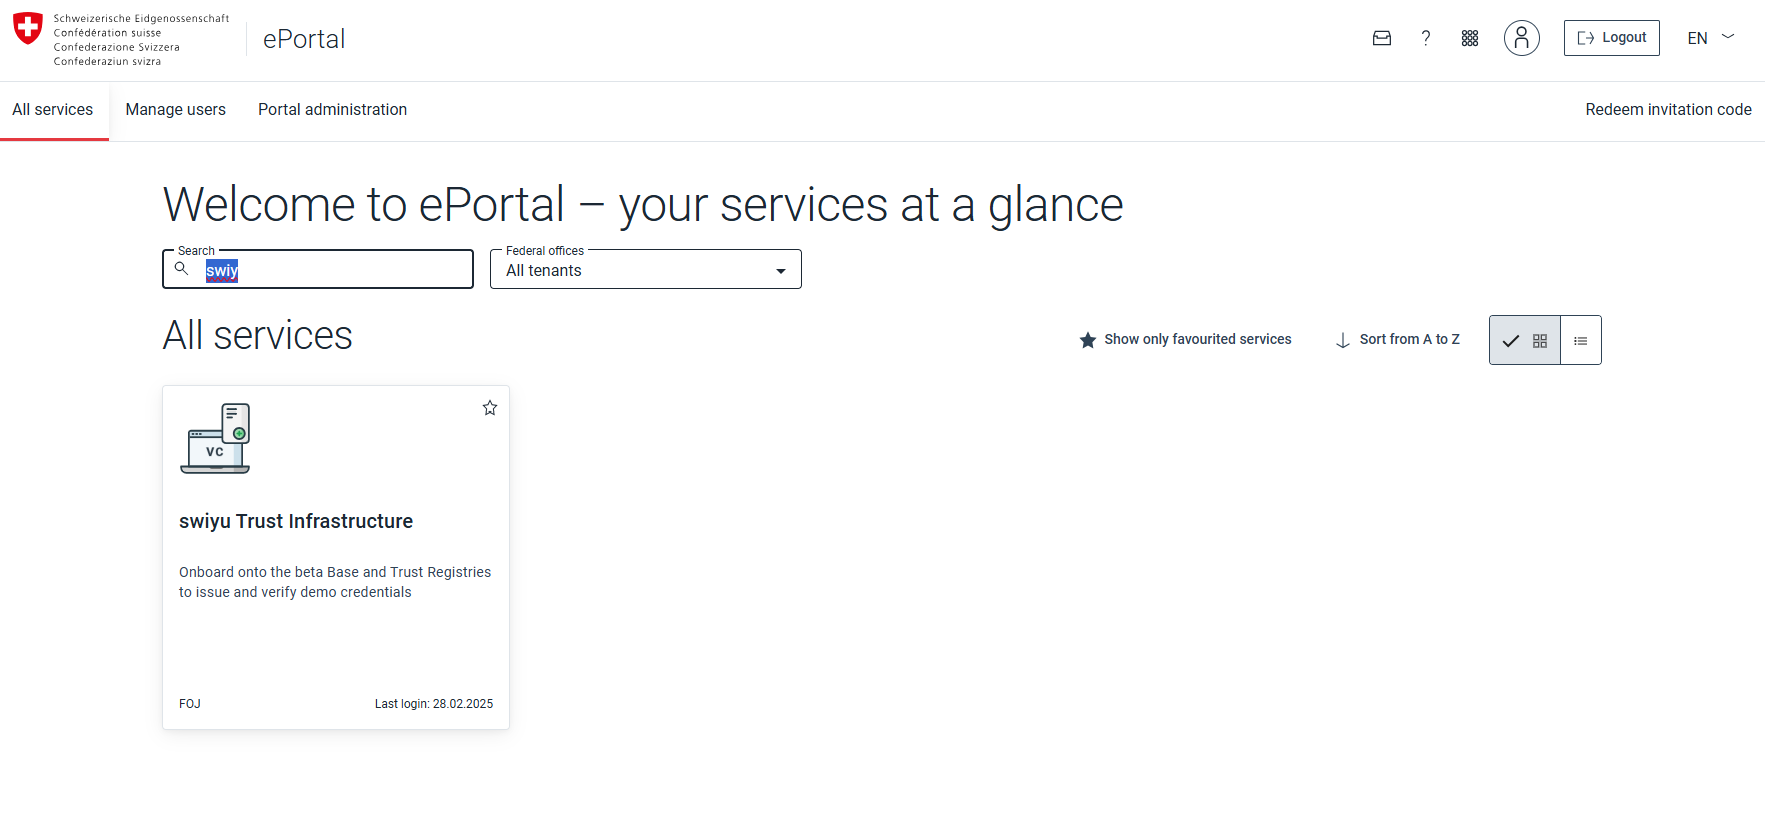 Schweizerische Eidgenossenschaft
Confédération suisse
Confederazione Svizzera
Confederaziun svizra
ePortal
?
Logout
EN
All services
Manage users
Portal administration
Redeem invitation code
Welcome to ePortal – your services at a glance
Search
swiy
Federal offices
All tenants
All services
Show only favourited services
Sort from A to Z
VC
swiyu Trust Infrastructure
Onboard onto the beta Base and Trust Registries
to issue and verify demo credentials
FOJ
Last login: 28.02.2025